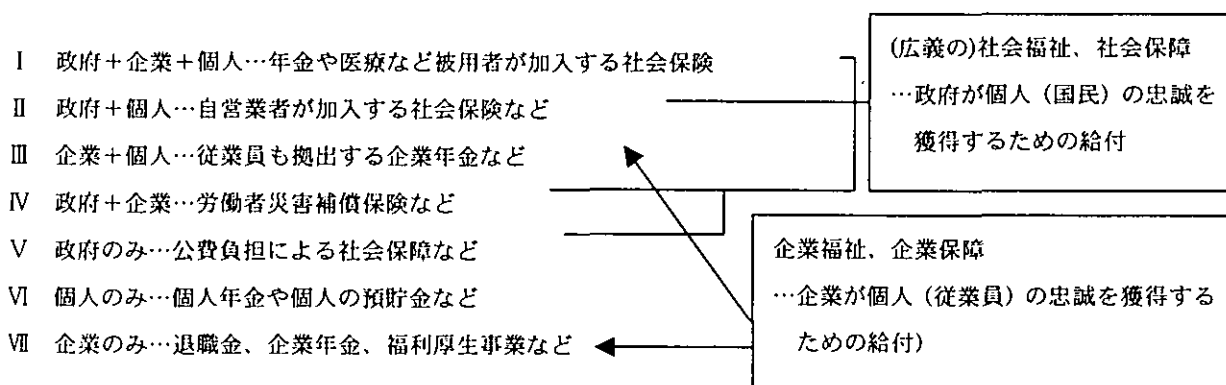 Ⅰ 政府＋企業＋個人…年金や医療など被用者が加入する社会保険
Ⅱ 政府＋個人…自営業者が加入する社会保険など
Ⅲ 企業＋個人…従業員も拠出する企業年金など
Ⅳ 政府＋企業…労働者災害補償保険など
Ⅴ 政府のみ…公費負担による社会保障など
Ⅵ 個人のみ…個人年金や個人の預貯金など
Ⅶ 企業のみ…退職金、企業年金、福利厚生事業など
(広義の)社会福祉、社会保障
…政府が個人（国民）の忠誠を
獲得するための給付
企業福祉、企業保障
…企業が個人（従業員）の忠誠を獲得する
ための給付)